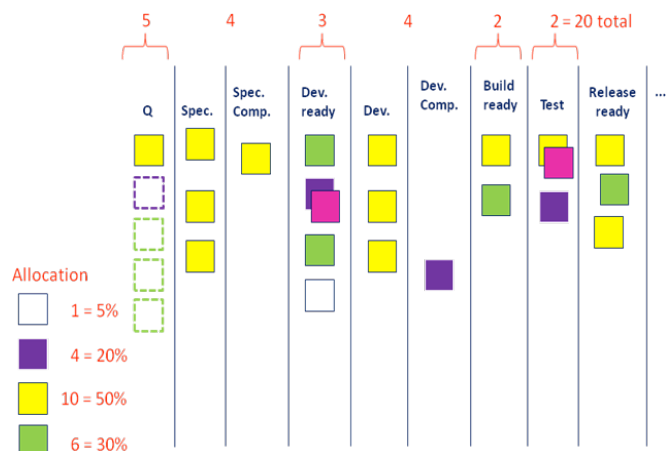 5 4 3 4 2 2 = 20 total
Q
Spec.
Spec.
Comp.
Dev.
ready
Dev.
Dev.
Comp.
Build
ready
Test
Release
ready
...
Allocation
1 = 5%
4 = 20%
10 = 50%
6 = 30%